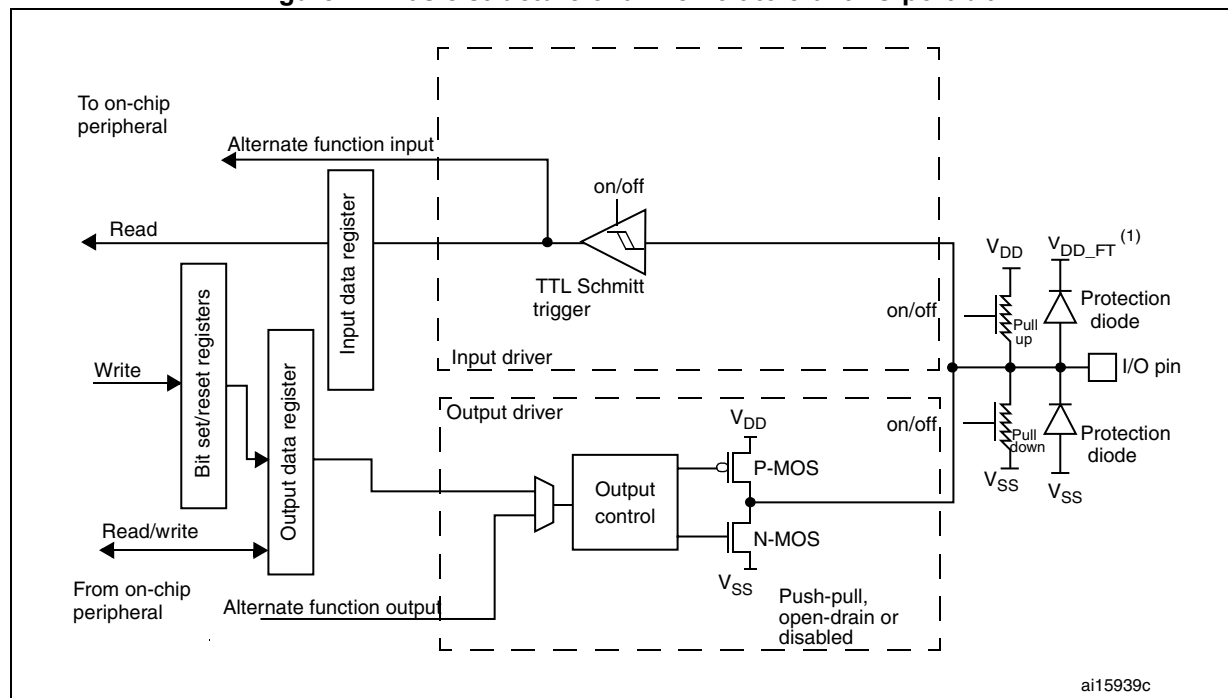 To on-chip
peripheral
Alternate function input
on/off
Read
Input data register
TTL Schmitt
trigger
V_DD
V_DD_FT (1)
on/off
Pull
up
Protection
diode
Input driver
I/O pin
Write
Bit set/reset registers
Output data register
Output driver
V_DD
on/off
Pull
down
Protection
diode
V_SS
V_SS
P-MOS
Output
control
N-MOS
V_SS
Read/write
From on-chip
peripheral
Alternate function output
Push-pull,
open-drain or
disabled
ai15939c